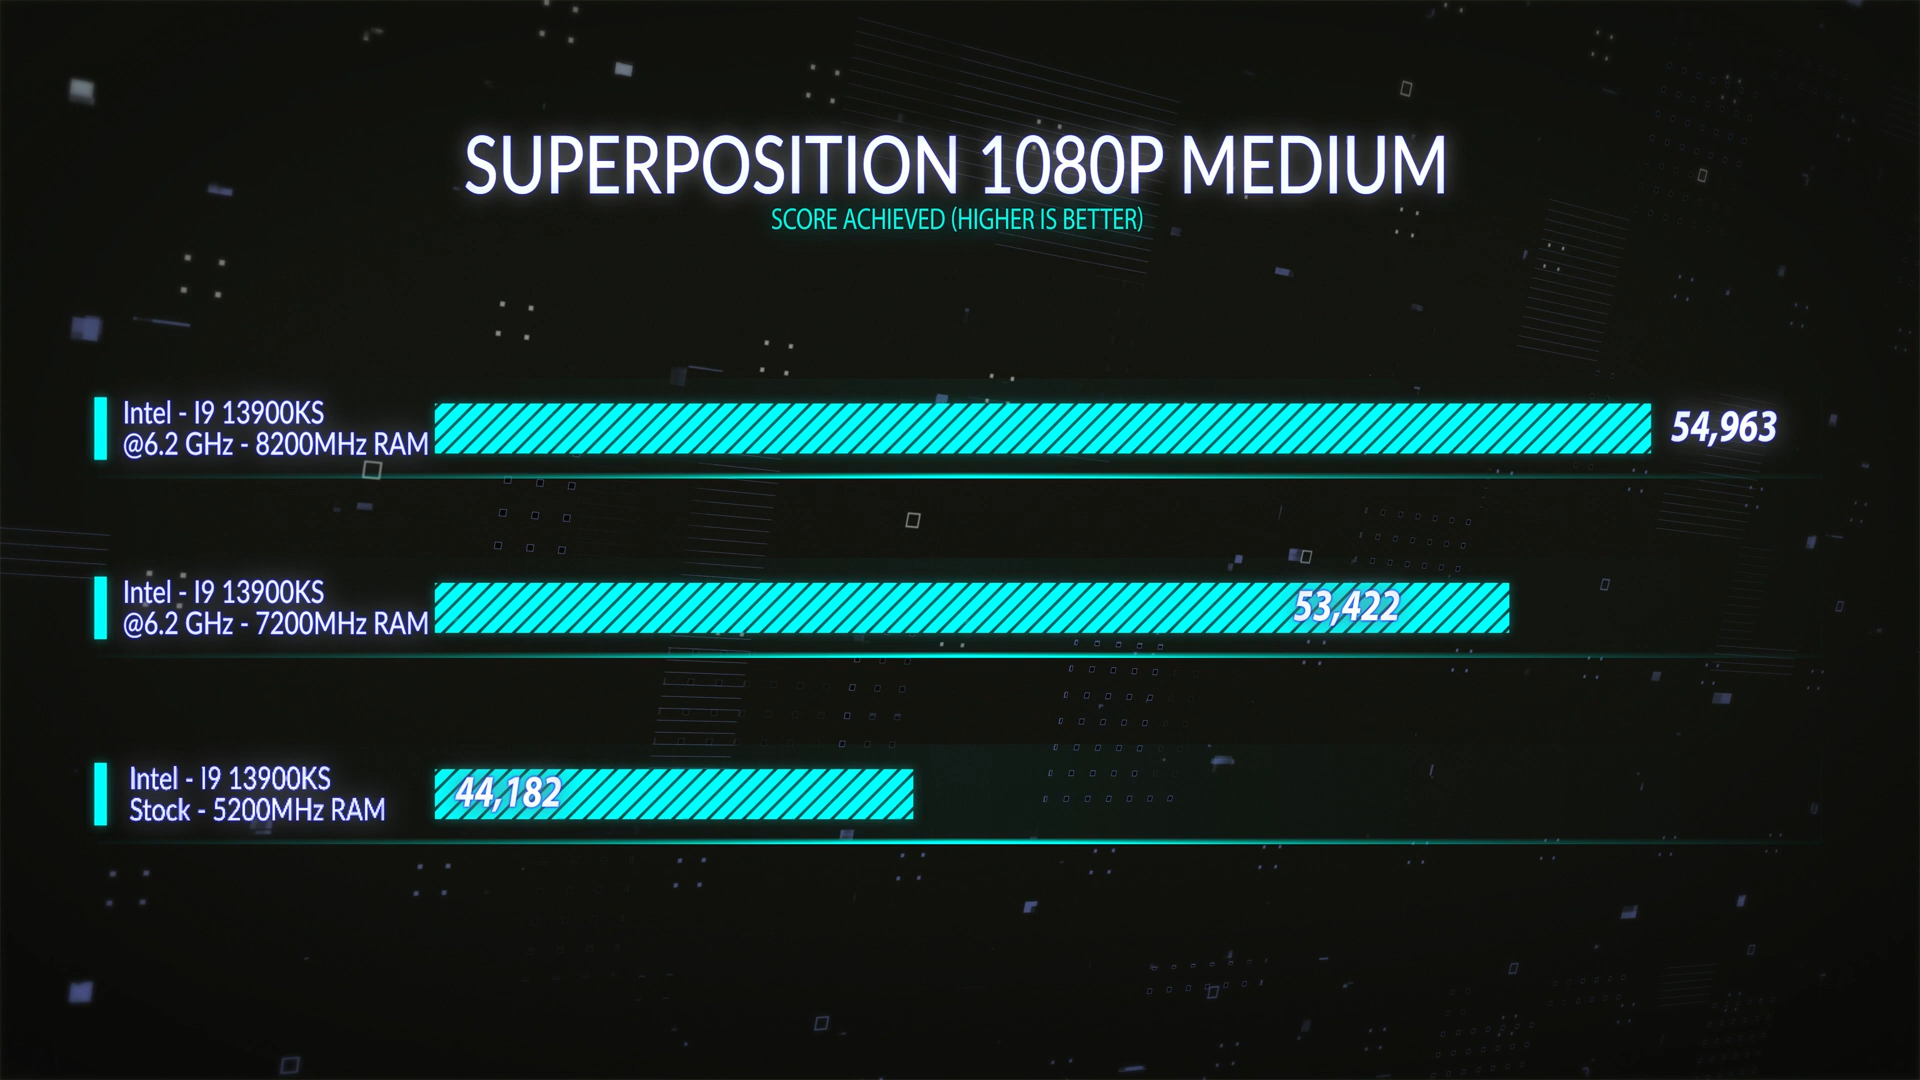 SUPERPOSITION 1080P MEDIUM
SCORE ACHIEVED (HIGHER IS BETTER)
Intel - I9 13900KS
@6.2 GHz - 8200MHz RAM
54,963
Intel - I9 13900KS
@6.2 GHz - 7200MHz RAM
53,422
Intel - I9 13900KS
Stock - 5200MHz RAM
44,182